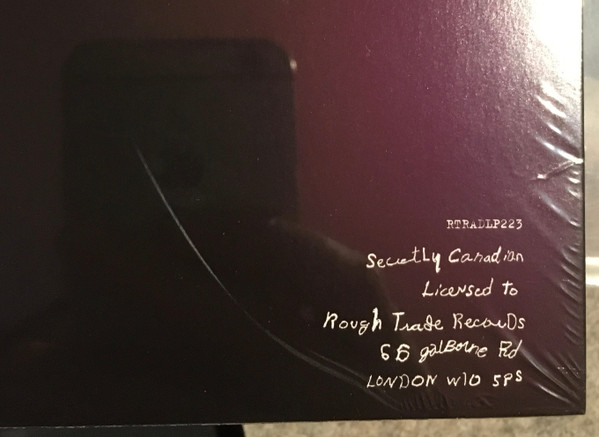 RTRADLP223
Secretly Canadian
Licensed to
Rough Trade Records
66 golborne Rd
LONDON W10 5PS